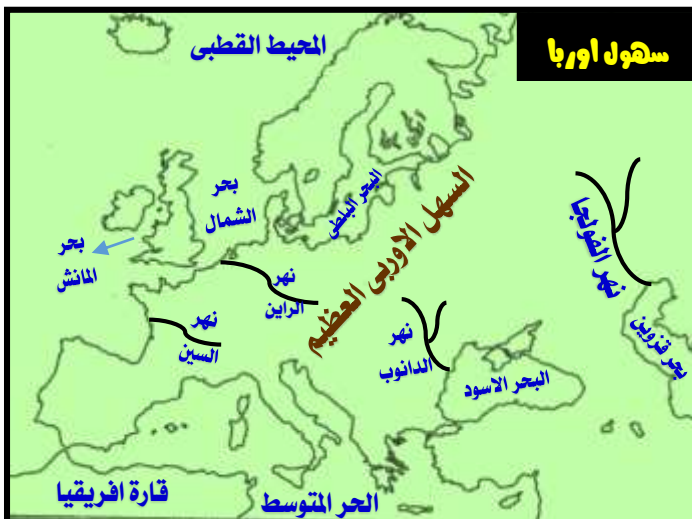 سهول اوربا
المحيط القطبى
بحر
الشمال
البحر البلطى
بحر
المانش
السهل الاوربى العظيم
نهر الفولجا
نهر
الراين
نهر
السين
نهر
الدانوب
البحر الاسود
بحر قزوين
قارة افريقيا
الحر المتوسط